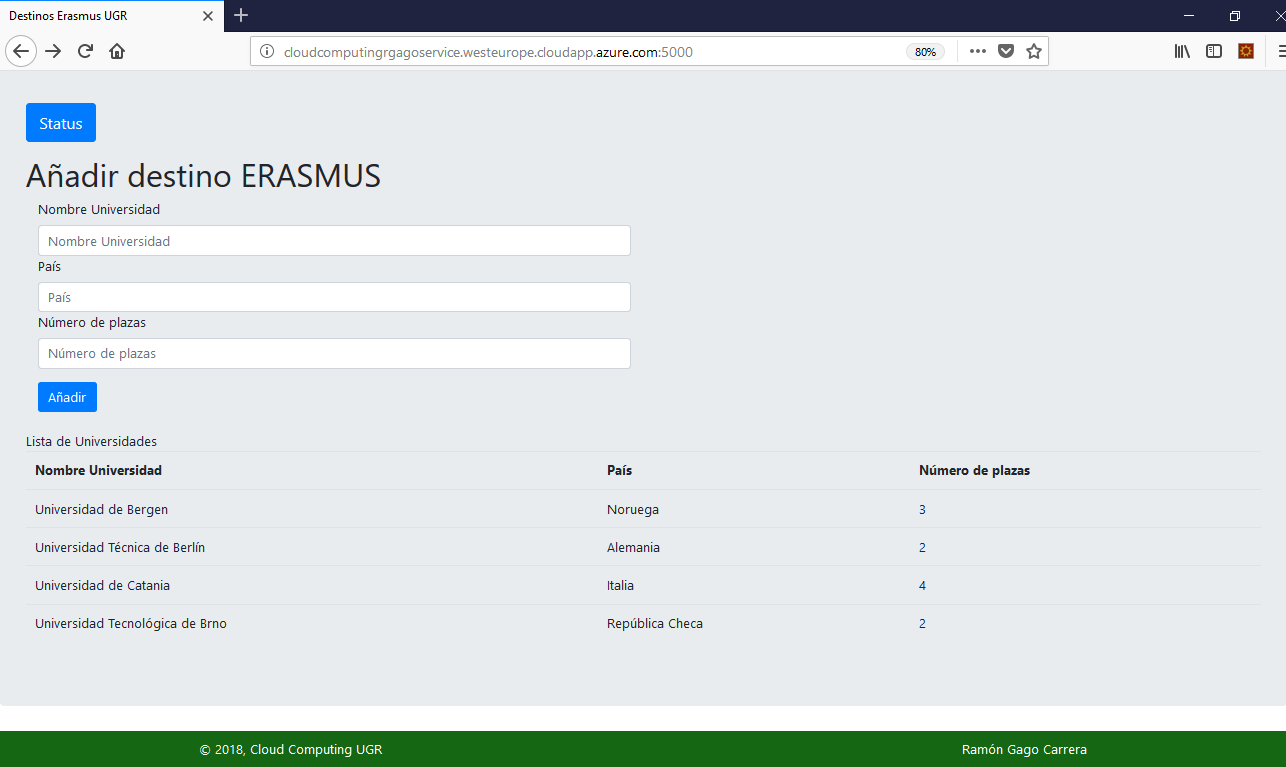 Destinos Erasmus UGR
cloudcomputingrgagoservice.westeurope.cloudapp.azure.com:5000
80%
Status
Añadir destino ERASMUS
Nombre Universidad
Nombre Universidad
País
País
Número de plazas
Número de plazas
Añadir
Lista de Universidades
Nombre Universidad País Número de plazas
Universidad de Bergen Noruega 3
Universidad Técnica de Berlín Alemania 2
Universidad de Catania Italia 4
Universidad Tecnológica de Brno República Checa 2
© 2018, Cloud Computing UGR Ramón Gago Carrera